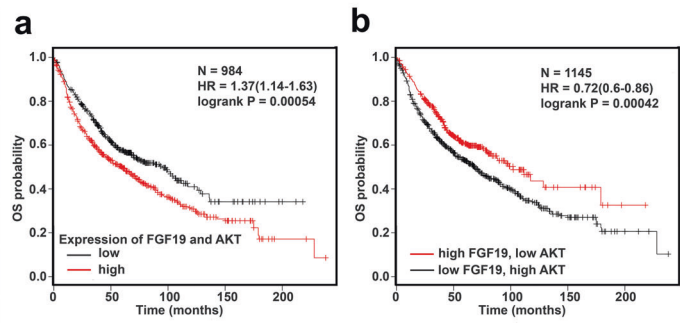 a
OS probability
1.0
0.8
0.6
0.4
0.2
0.0
N = 984
HR = 1.37(1.14-1.63)
logrank P = 0.00054
Expression of FGF19 and AKT
low
high
0 50 100 150 200
Time (months)
b
OS probability
1.0
0.8
0.6
0.4
0.2
0.0
N = 1145
HR = 0.72(0.6-0.86)
logrank P = 0.00042
high FGF19, low AKT
low FGF19, high AKT
0 50 100 150 200
Time (months)